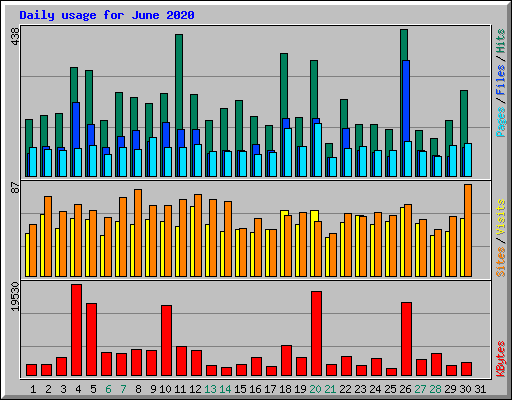 Daily usage for June 2020
438
Pages / Files / Hits
87
Sites / Visits
19530
KBytes
1 2 3 4 5 6 7 8 9 10 11 12 13 14 15 16 17 18 19 20 21 22 23 24 25 26 27 28 29 30 31